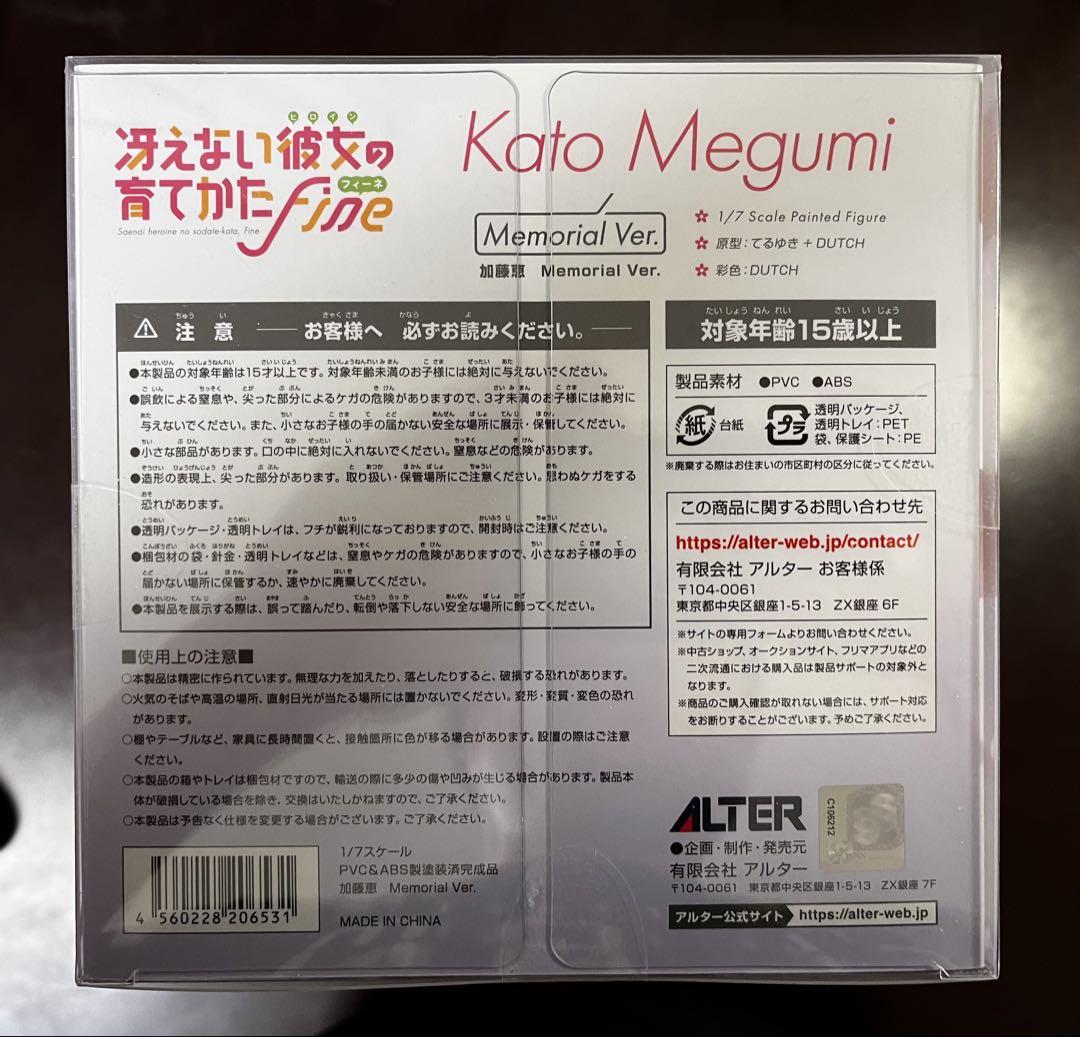 ヒロイン
冴えない彼女の
育てかた fine
フィーネ
Saenai heroine no sodate-kata. Fine
Kato Megumi
Memorial Ver.
加藤恵 Memorial Ver.
☆ 1/7 Scale Painted Figure
☆ 原型:てるゆき+DUTCH
☆ 彩色:DUTCH
⚠ 注意 ── お客様へ 必ずお読みください。──
●本製品の対象年齢は15才以上です。対象年齢未満のお子様には絶対に与えないでください。
●誤飲による窒息や、尖った部分によるケガの危険がありますので、3才未満のお子様には絶対に
与えないでください。また、小さなお子様の手の届かない安全な場所に展示・保管してください。
●小さな部品があります。口の中に絶対に入れないでください。窒息などの危険があります。
●造形の表現上、尖った部分があります。取り扱い・保管場所にご注意ください。思わぬケガをする
恐れがあります。
●透明パッケージ・透明トレイは、フチが鋭利になっておりますので、開封時はご注意ください。
●梱包材の袋・針金・透明トレイなどは、窒息やケガの危険がありますので、小さなお子様の手の
届かない場所に保管するか、速やかに廃棄してください。
●本製品を展示する際は、誤って踏んだり、転倒や落下しない安全な場所に飾ってください。
■使用上の注意■
○本製品は精密に作られています。無理な力を加えたり、落としたりすると、破損する恐れがあります。
○火気のそばや高温の場所、直射日光が当たる場所には置かないでください。変形・変質・変色の恐れ
があります。
○棚やテーブルなど、家具に長時間置くと、接触箇所に色が移る場合があります。設置の際はご注意
ください。
○本製品の箱やトレイは梱包材ですので、輸送の際に多少の傷や凹みが生じる場合があります。製品本
体が破損している場合を除き、交換はいたしかねますので、ご了承ください。
○本製品は予告なく仕様を変更する場合がございます。ご了承ください。
4 560228 206531
1/7スケール
PVC&ABS製塗装済完成品
加藤恵 Memorial Ver.
MADE IN CHINA
対象年齢15歳以上
製品素材 ●PVC ●ABS
紙 台紙
プラ 透明パッケージ、
透明トレイ:PET
袋、保護シート:PE
※廃棄する際はお住まいの市区町村の区分に従ってください。
この商品に関するお問い合わせ先
https://alter-web.jp/contact/
有限会社 アルター お客様係
〒104-0061
東京都中央区銀座1-5-13 ZX銀座 6F
※サイトの専用フォームよりお問い合わせください。
※中古ショップ、オークションサイト、フリマアプリなどの
二次流通における購入品は製品サポートの対象外と
なります。
※商品のご購入確認が取れない場合には、サポート対応
をお断りすることがございます。予めご了承ください。
ALTER
C106212
●企画・制作・発売元
有限会社 アルター
〒104-0061 東京都中央区銀座1-5-13 ZX銀座 7F
アルター公式サイト https://alter-web.jp